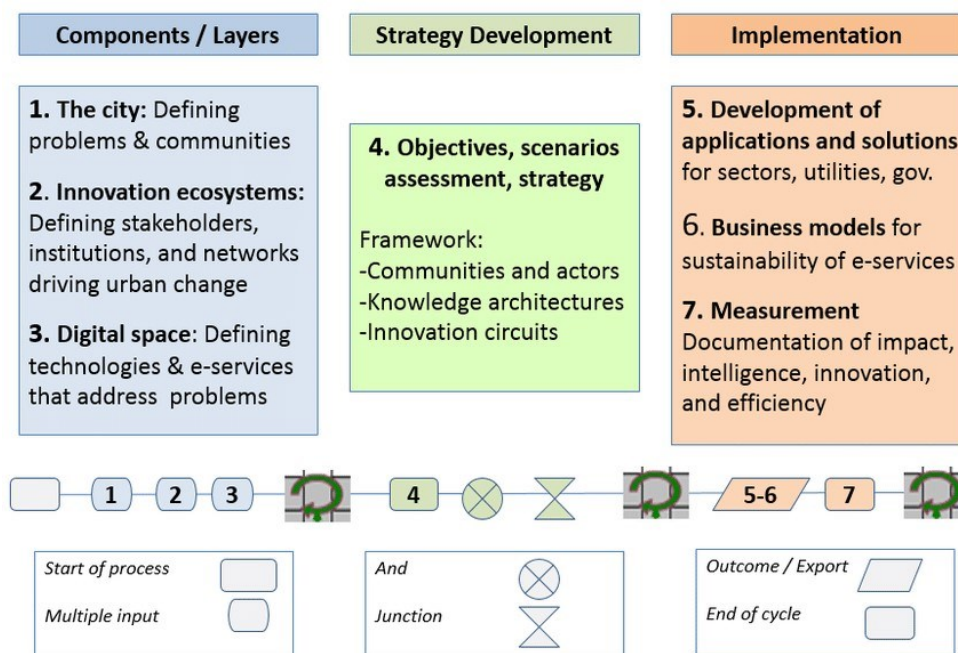 Components / Layers
Strategy Development
Implementation
1. The city: Defining
problems & communities
2. Innovation ecosystems:
Defining stakeholders,
institutions, and networks
driving urban change
3. Digital space: Defining
technologies & e-services
that address problems
4. Objectives, scenarios
assessment, strategy
Framework:
-Communities and actors
-Knowledge architectures
-Innovation circuits
5. Development of
applications and solutions
for sectors, utilities, gov.
6. Business models for
sustainability of e-services
7. Measurement
Documentation of impact,
intelligence, innovation,
and efficiency
1 2 3 4 5-6 7
Start of process
Multiple input
And
Junction
Outcome / Export
End of cycle